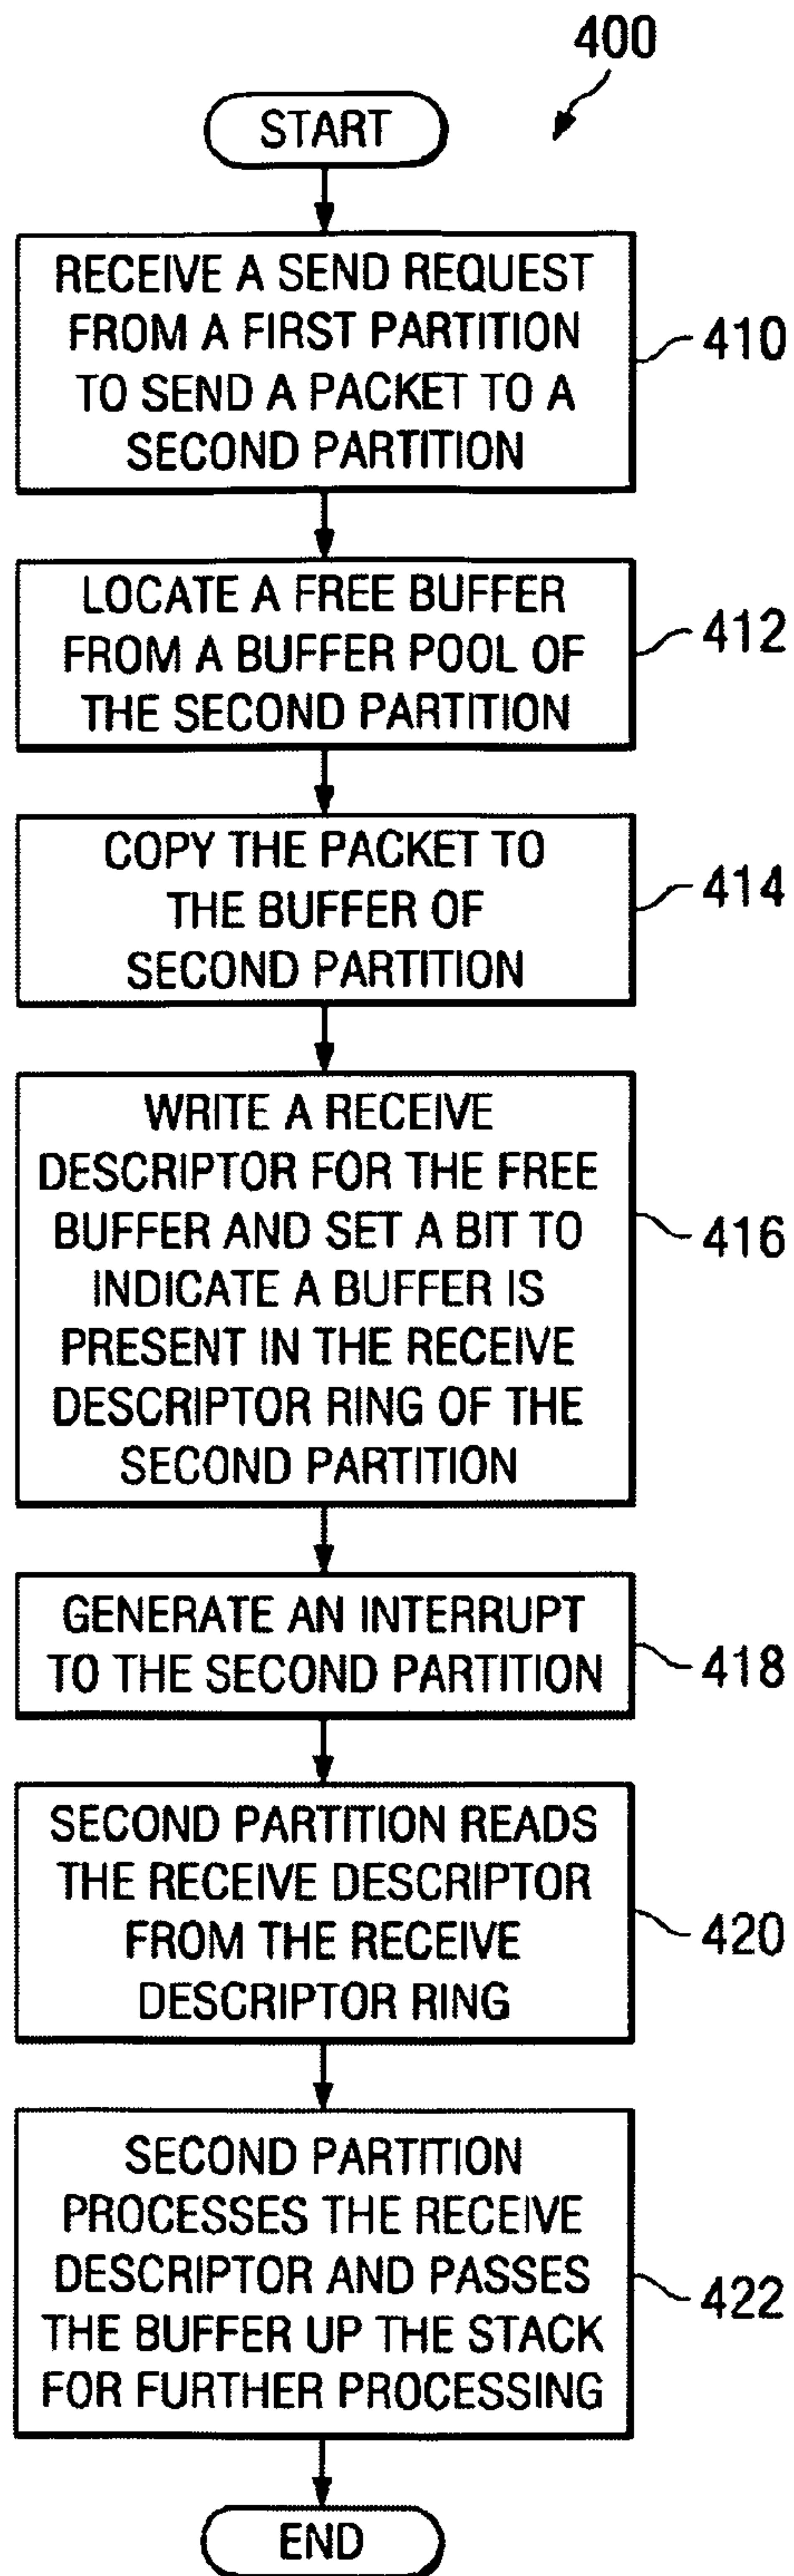 400
START
RECEIVE A SEND REQUEST
FROM A FIRST PARTITION
TO SEND A PACKET TO A
SECOND PARTITION
410
LOCATE A FREE BUFFER
FROM A BUFFER POOL OF
THE SECOND PARTITION
412
COPY THE PACKET TO
THE BUFFER OF
SECOND PARTITION
414
WRITE A RECEIVE
DESCRIPTOR FOR THE FREE
BUFFER AND SET A BIT TO
INDICATE A BUFFER IS
PRESENT IN THE RECEIVE
DESCRIPTOR RING OF THE
SECOND PARTITION
416
GENERATE AN INTERRUPT
TO THE SECOND PARTITION
418
SECOND PARTITION READS
THE RECEIVE DESCRIPTOR
FROM THE RECEIVE
DESCRIPTOR RING
420
SECOND PARTITION
PROCESSES THE RECEIVE
DESCRIPTOR AND PASSES
THE BUFFER UP THE STACK
FOR FURTHER PROCESSING
422
END